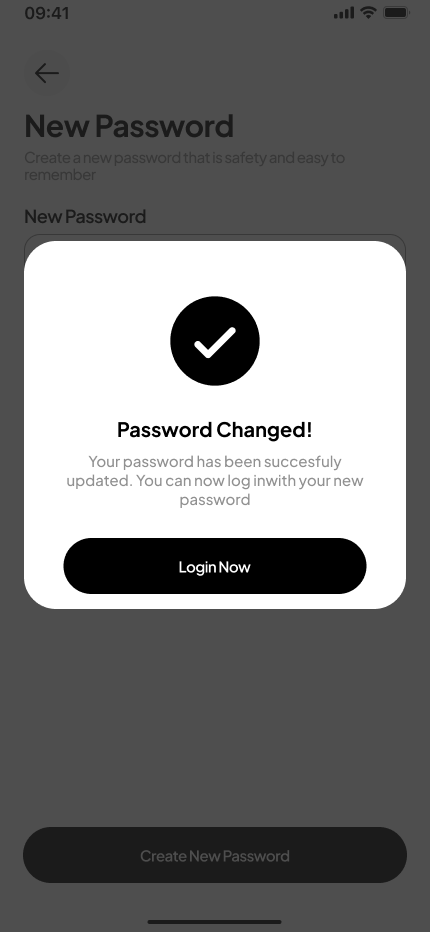 09:41
New Password
Create a new password that is safety and easy to
remember
New Password
Password Changed!
Your password has been succesfuly
updated. You can now log inwith your new
password
Login Now
Create New Password